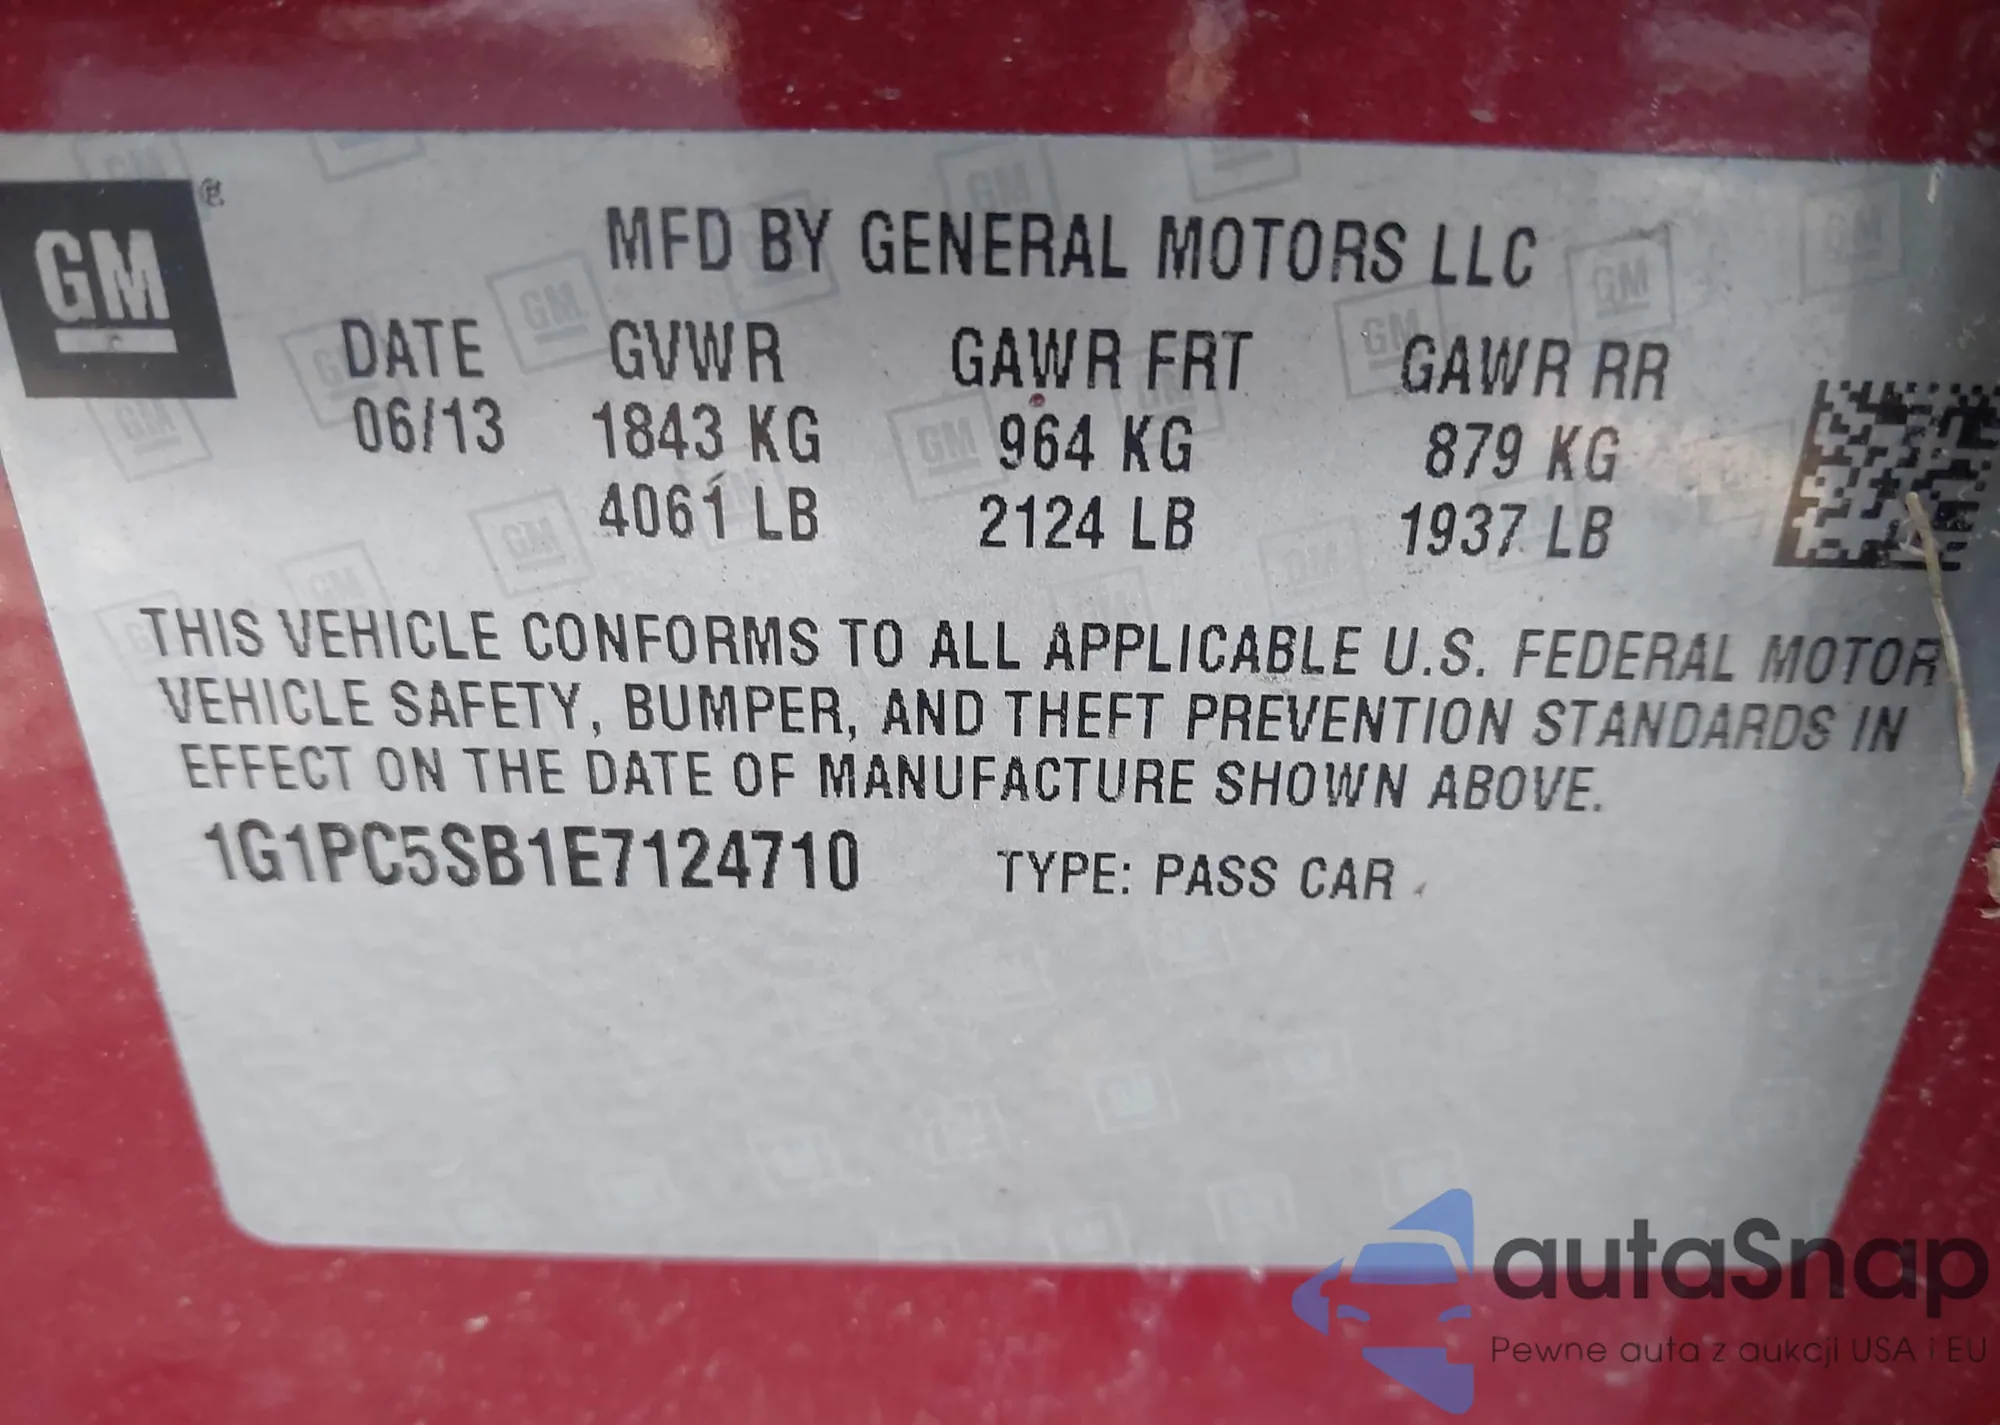 GM®
MFD BY GENERAL MOTORS LLC
DATE GVWR GAWR FRT GAWR RR
06/13 1843 KG 964 KG 879 KG
4061 LB 2124 LB 1937 LB
THIS VEHICLE CONFORMS TO ALL APPLICABLE U.S. FEDERAL MOTOR
VEHICLE SAFETY, BUMPER, AND THEFT PREVENTION STANDARDS IN
EFFECT ON THE DATE OF MANUFACTURE SHOWN ABOVE.
1G1PC5SB1E7124710 TYPE: PASS CAR
autaSnap
Pewne auta z aukcji USA i EU